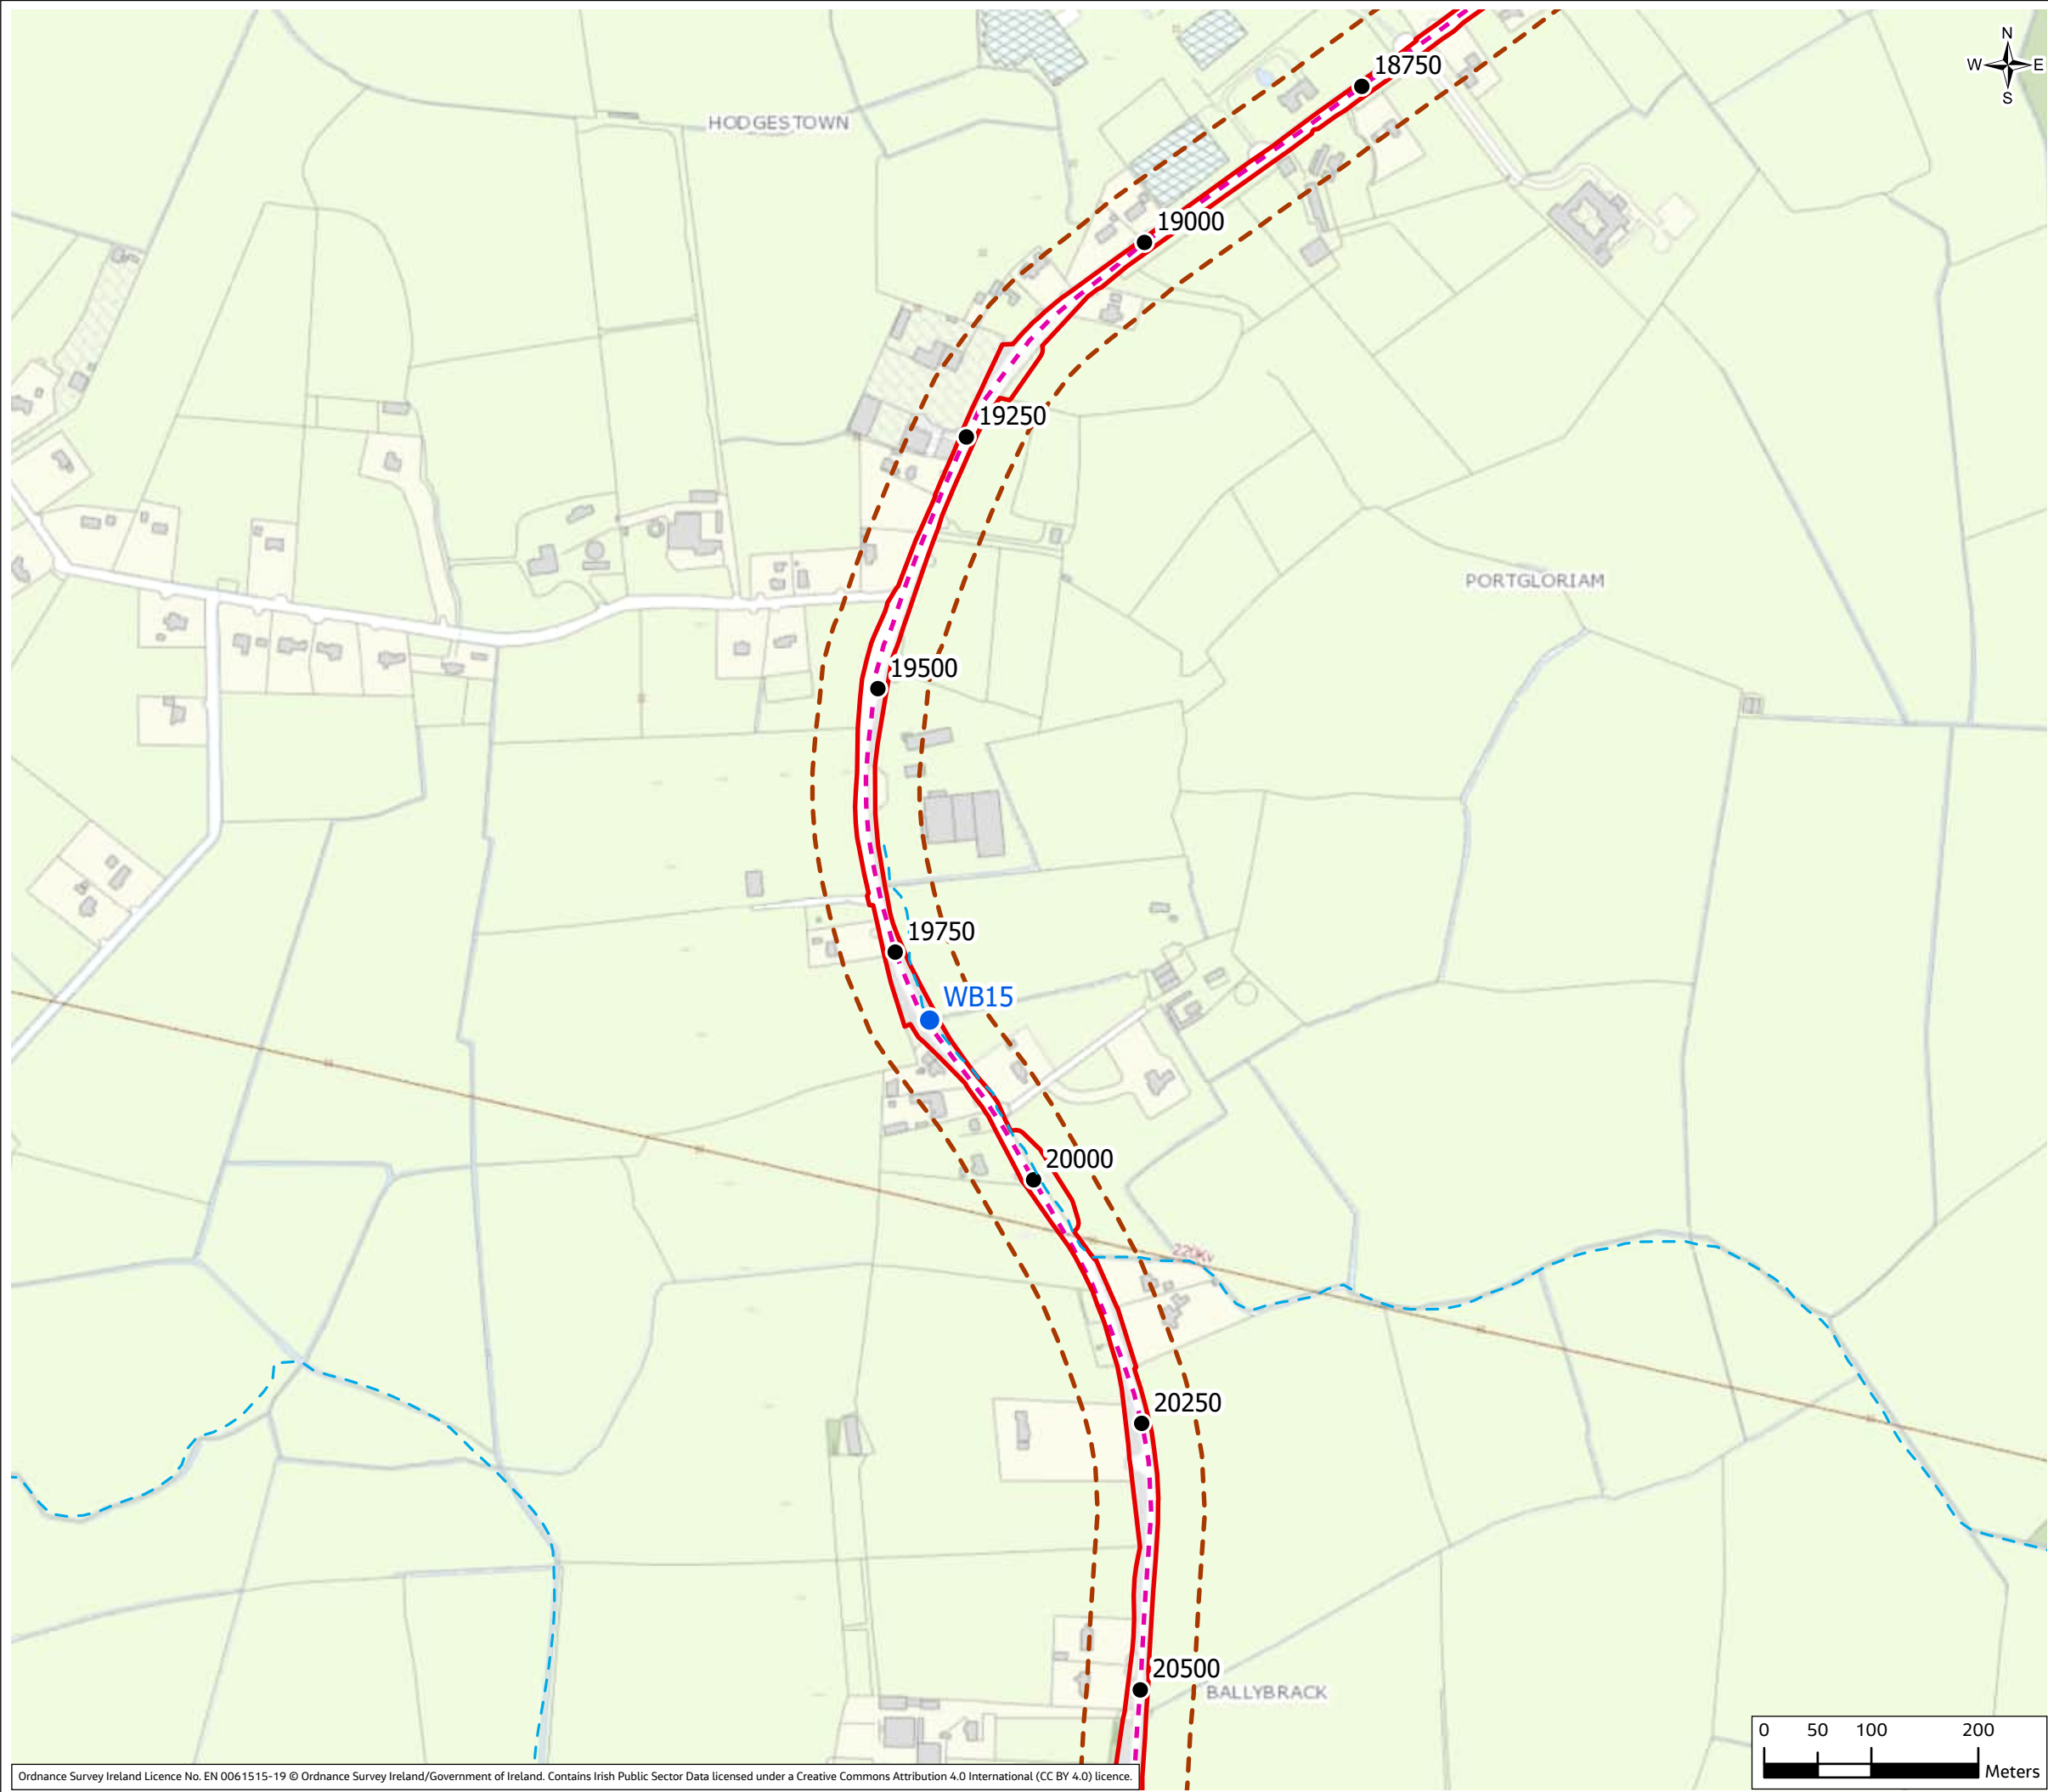 N
W E
S
18750
HODGESTOWN
19000
19250
PORTGLORIAM
19500
19750
WB15
20000
220Kv
20250
20500
BALLYBRACK
0 50 100 200
Meters
Ordnance Survey Ireland Licence No. EN 0061515-19 © Ordnance Survey Ireland/Government of Ireland. Contains Irish Public Sector Data licensed under a Creative Commons Attribution 4.0 International (CC BY 4.0) licence.